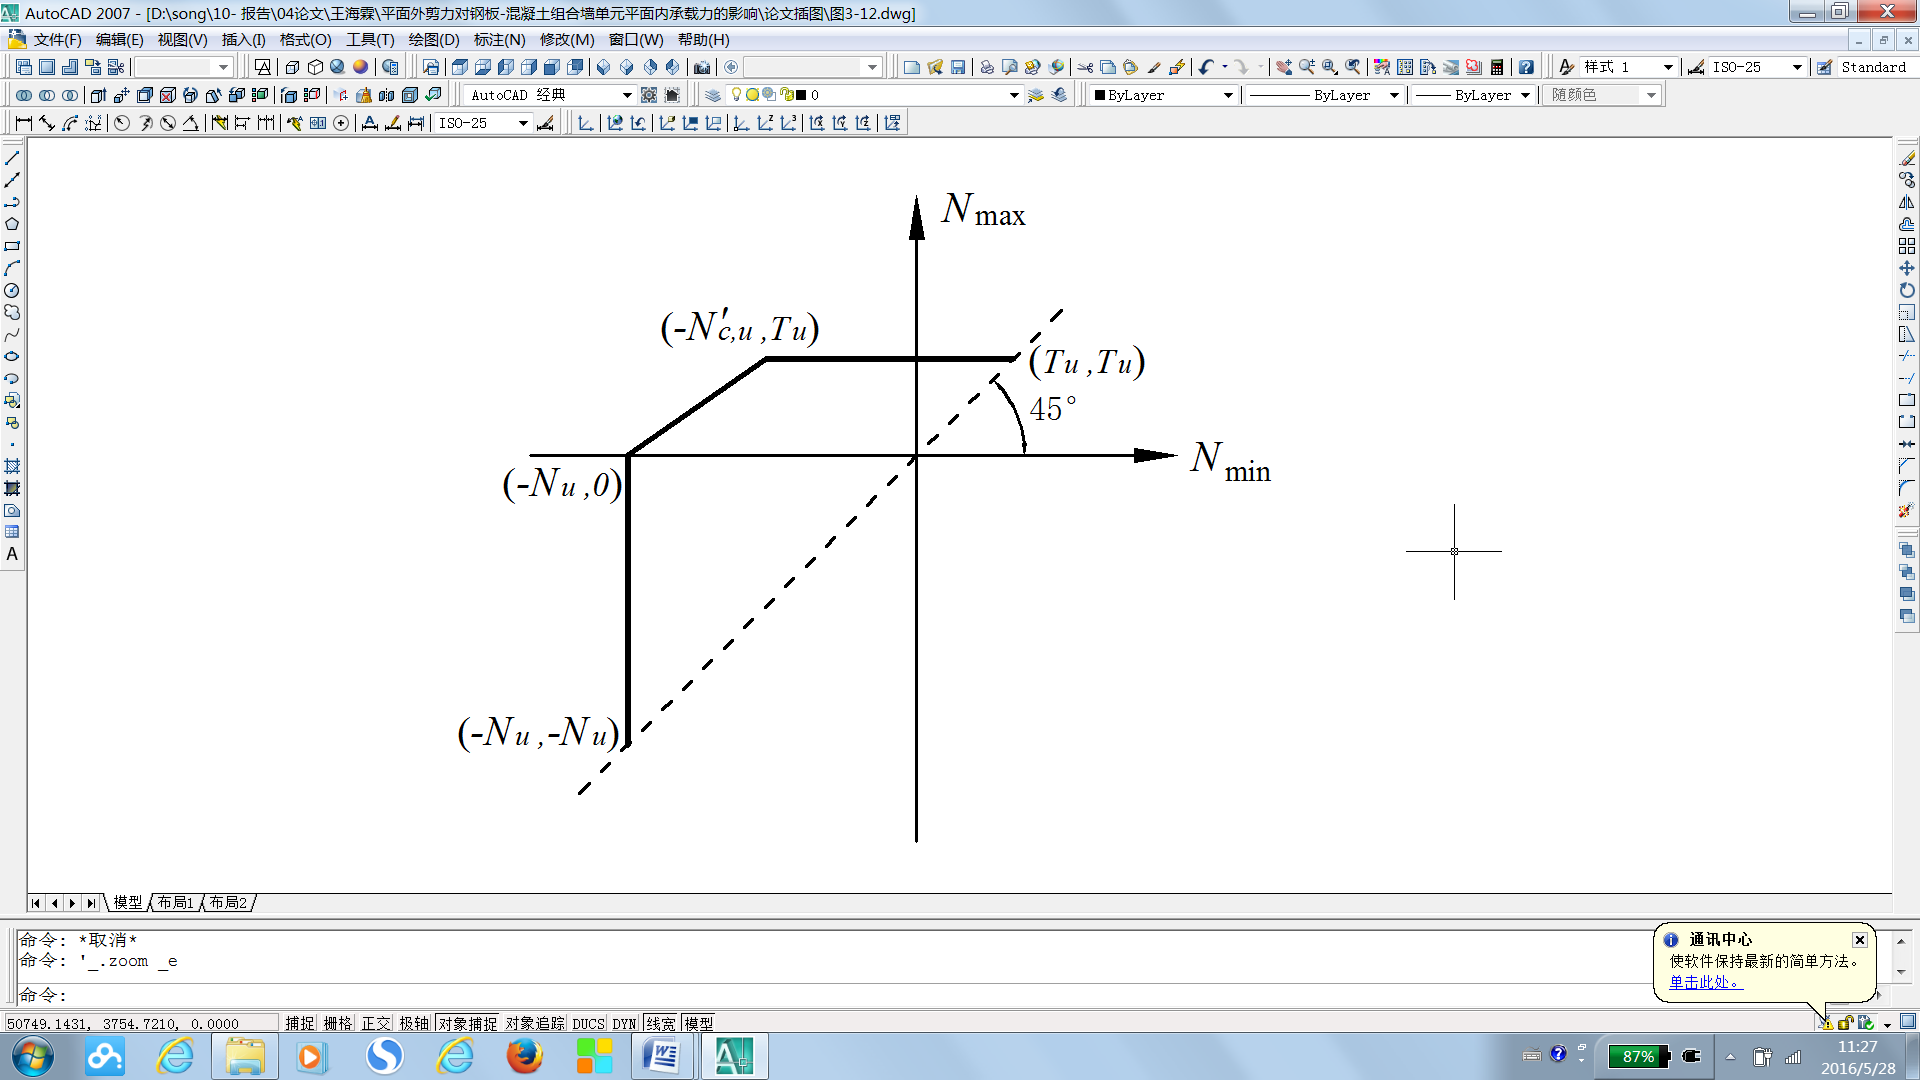 AutoCAD 2007 - [D:\song\10- 报告\04论文\王海霖\平面外剪力对钢板-混凝土组合墙单元平面内承载力的影响\论文插图\图3-12.dwg]
文件(F) 编辑(E) 视图(V) 插入(I) 格式(O) 工具(T) 绘图(D) 标注(N) 修改(M) 窗口(W) 帮助(H)
样式 1 ISO-25 Standard
AutoCAD 经典 0 ByLayer ByLayer ByLayer 随颜色
ISO-25
A
Nmax
(-N′c,u ,Tu)
(Tu ,Tu)
45°
Nmin
(-Nu ,0)
(-Nu ,-Nu)
模型 布局1 布局2
命令: *取消*
命令: '_.zoom _e
命令:
通讯中心
使软件保持最新的简单方法。
单击此处。
50749.1431, 3754.7210, 0.0000 捕捉 栅格 正交 极轴 对象捕捉 对象追踪 DUCS DYN 线宽 模型
87%
11:27
2016/5/28